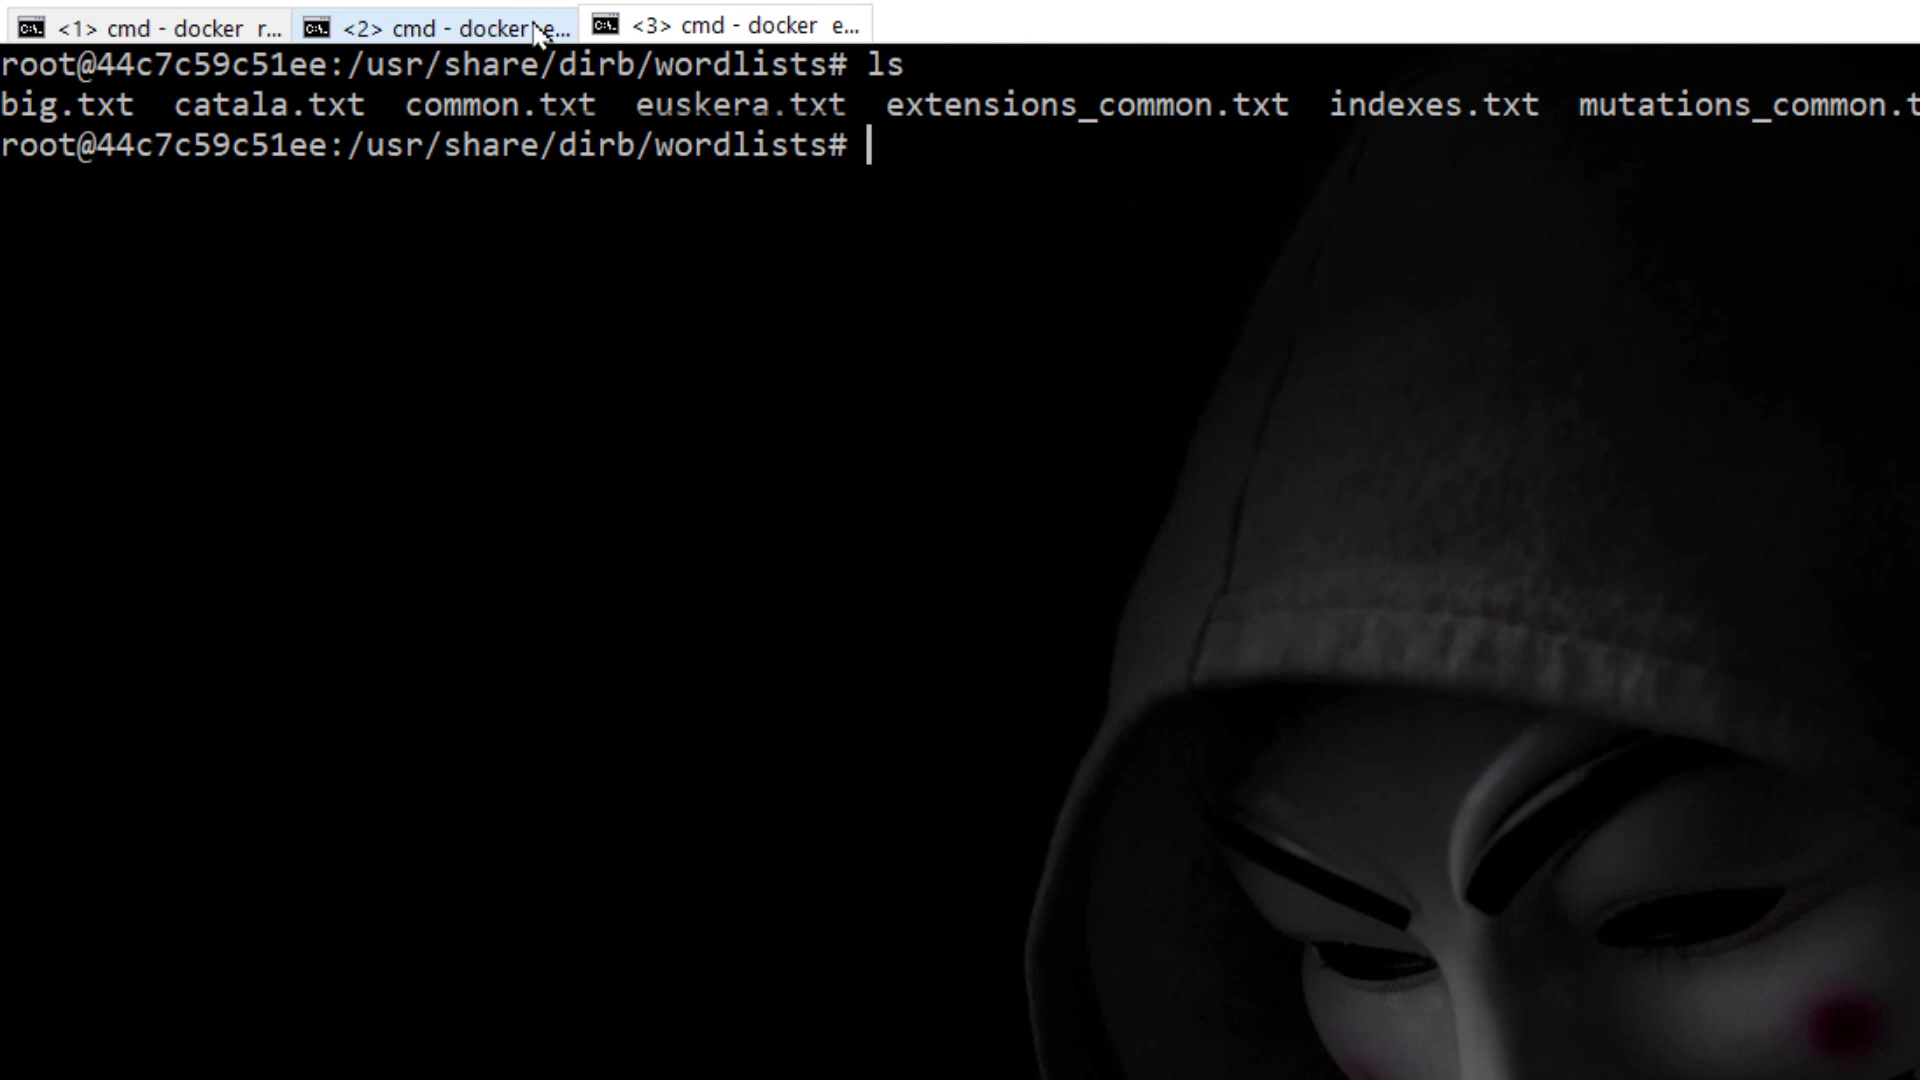 <1> cmd - docker r... <2> cmd - docker e... <3> cmd - docker e...
root@44c7c59c51ee:/usr/share/dirb/wordlists# ls
big.txt catala.txt common.txt euskera.txt extensions_common.txt indexes.txt mutations_common.t
root@44c7c59c51ee:/usr/share/dirb/wordlists#